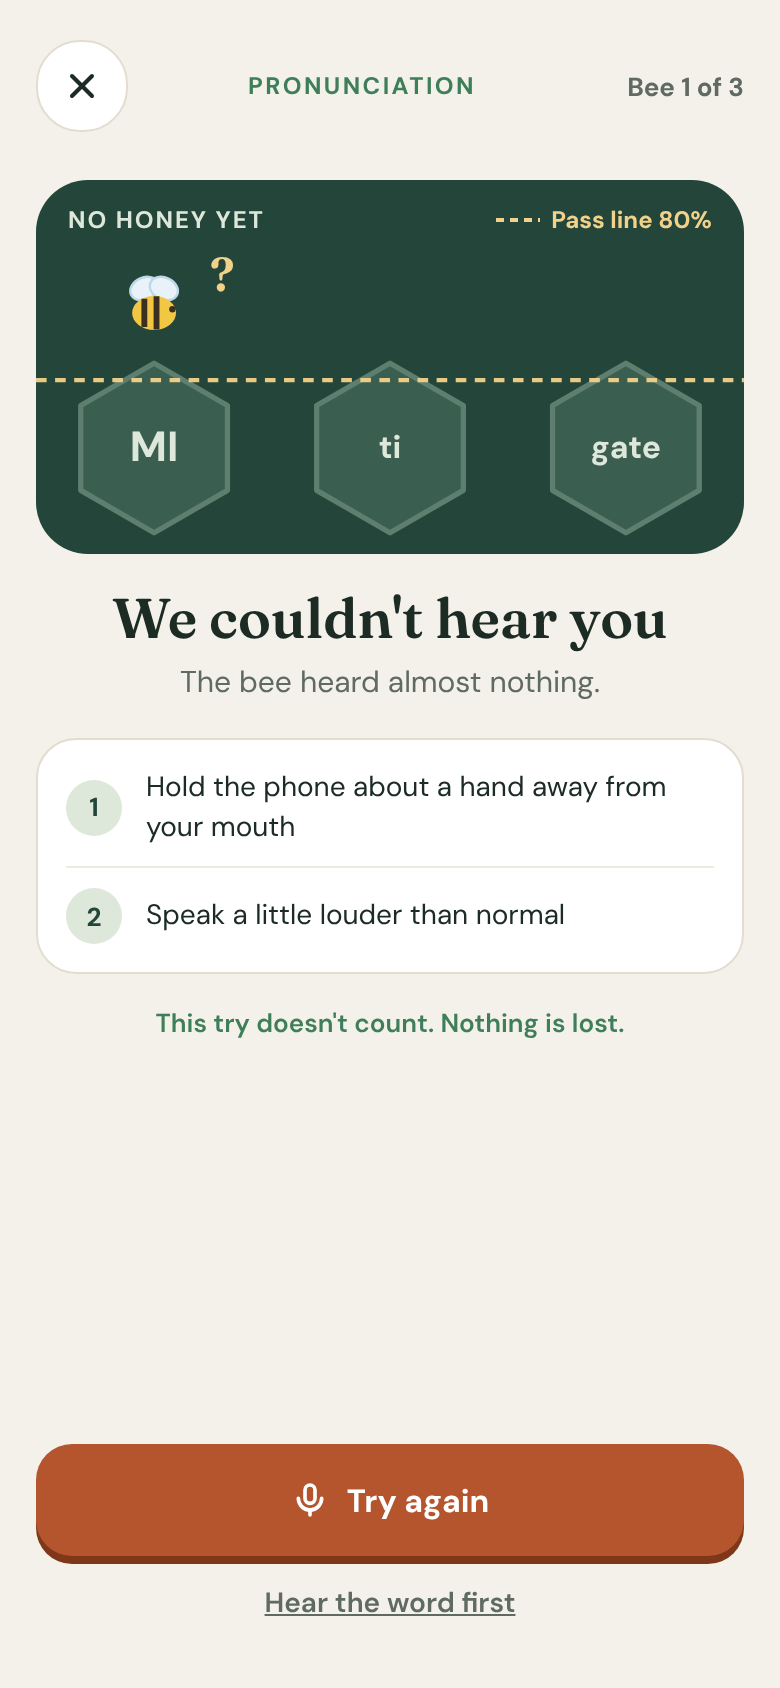 PRONUNCIATION
Bee 1 of 3
NO HONEY YET
Pass line 80%
?
MI
ti
gate
We couldn't hear you
The bee heard almost nothing.
1
Hold the phone about a hand away from
your mouth
2
Speak a little louder than normal
This try doesn't count. Nothing is lost.
Try again
Hear the word first